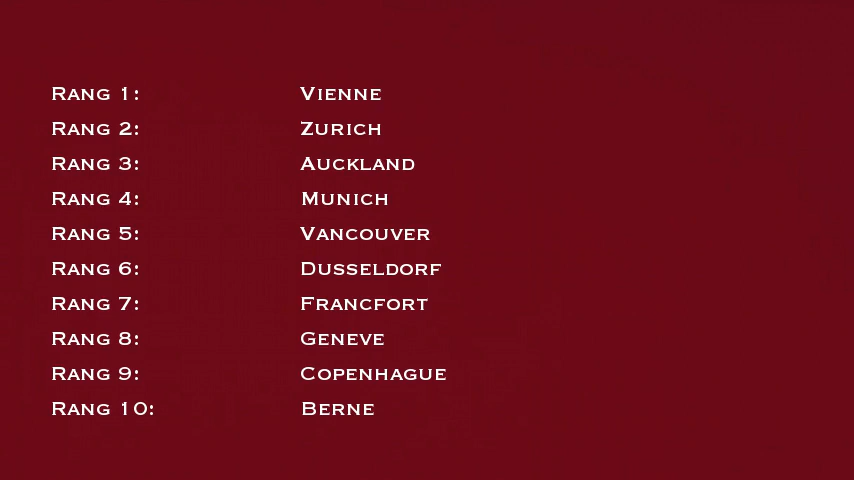 Rang 1: Vienne
Rang 2: Zurich
Rang 3: Auckland
Rang 4: Munich
Rang 5: Vancouver
Rang 6: Dusseldorf
Rang 7: Francfort
Rang 8: Geneve
Rang 9: Copenhague
Rang 10: Berne